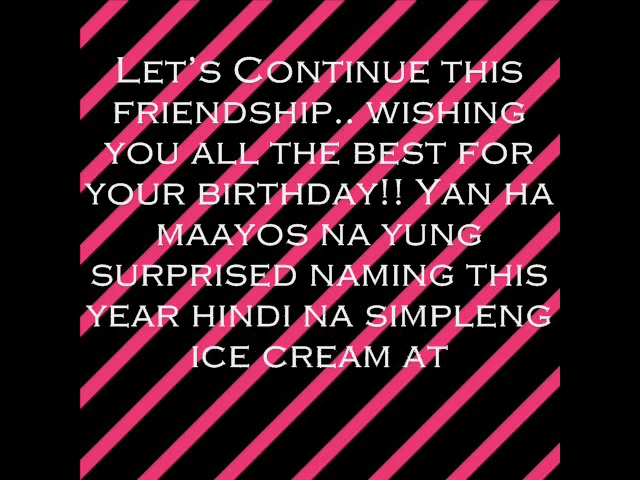 Let's Continue this
friendship.. wishing
you all the best for
your birthday!! Yan ha
maayos na yung
surprised naming this
year hindi na simpleng
ice cream at